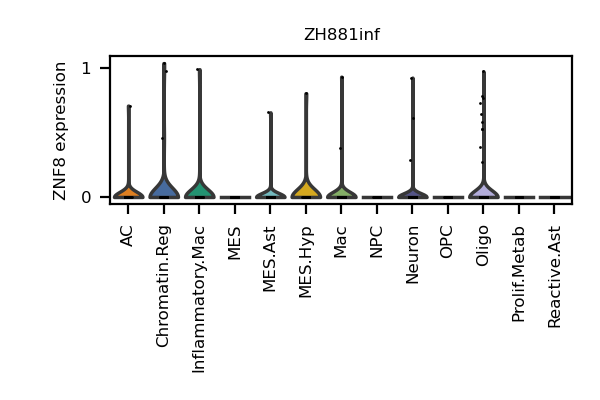 ZH881inf
ZNF8 expression
1
0
AC
Chromatin.Reg
Inflammatory.Mac
MES
MES.Ast
MES.Hyp
Mac
NPC
Neuron
OPC
Oligo
Prolif.Metab
Reactive.Ast